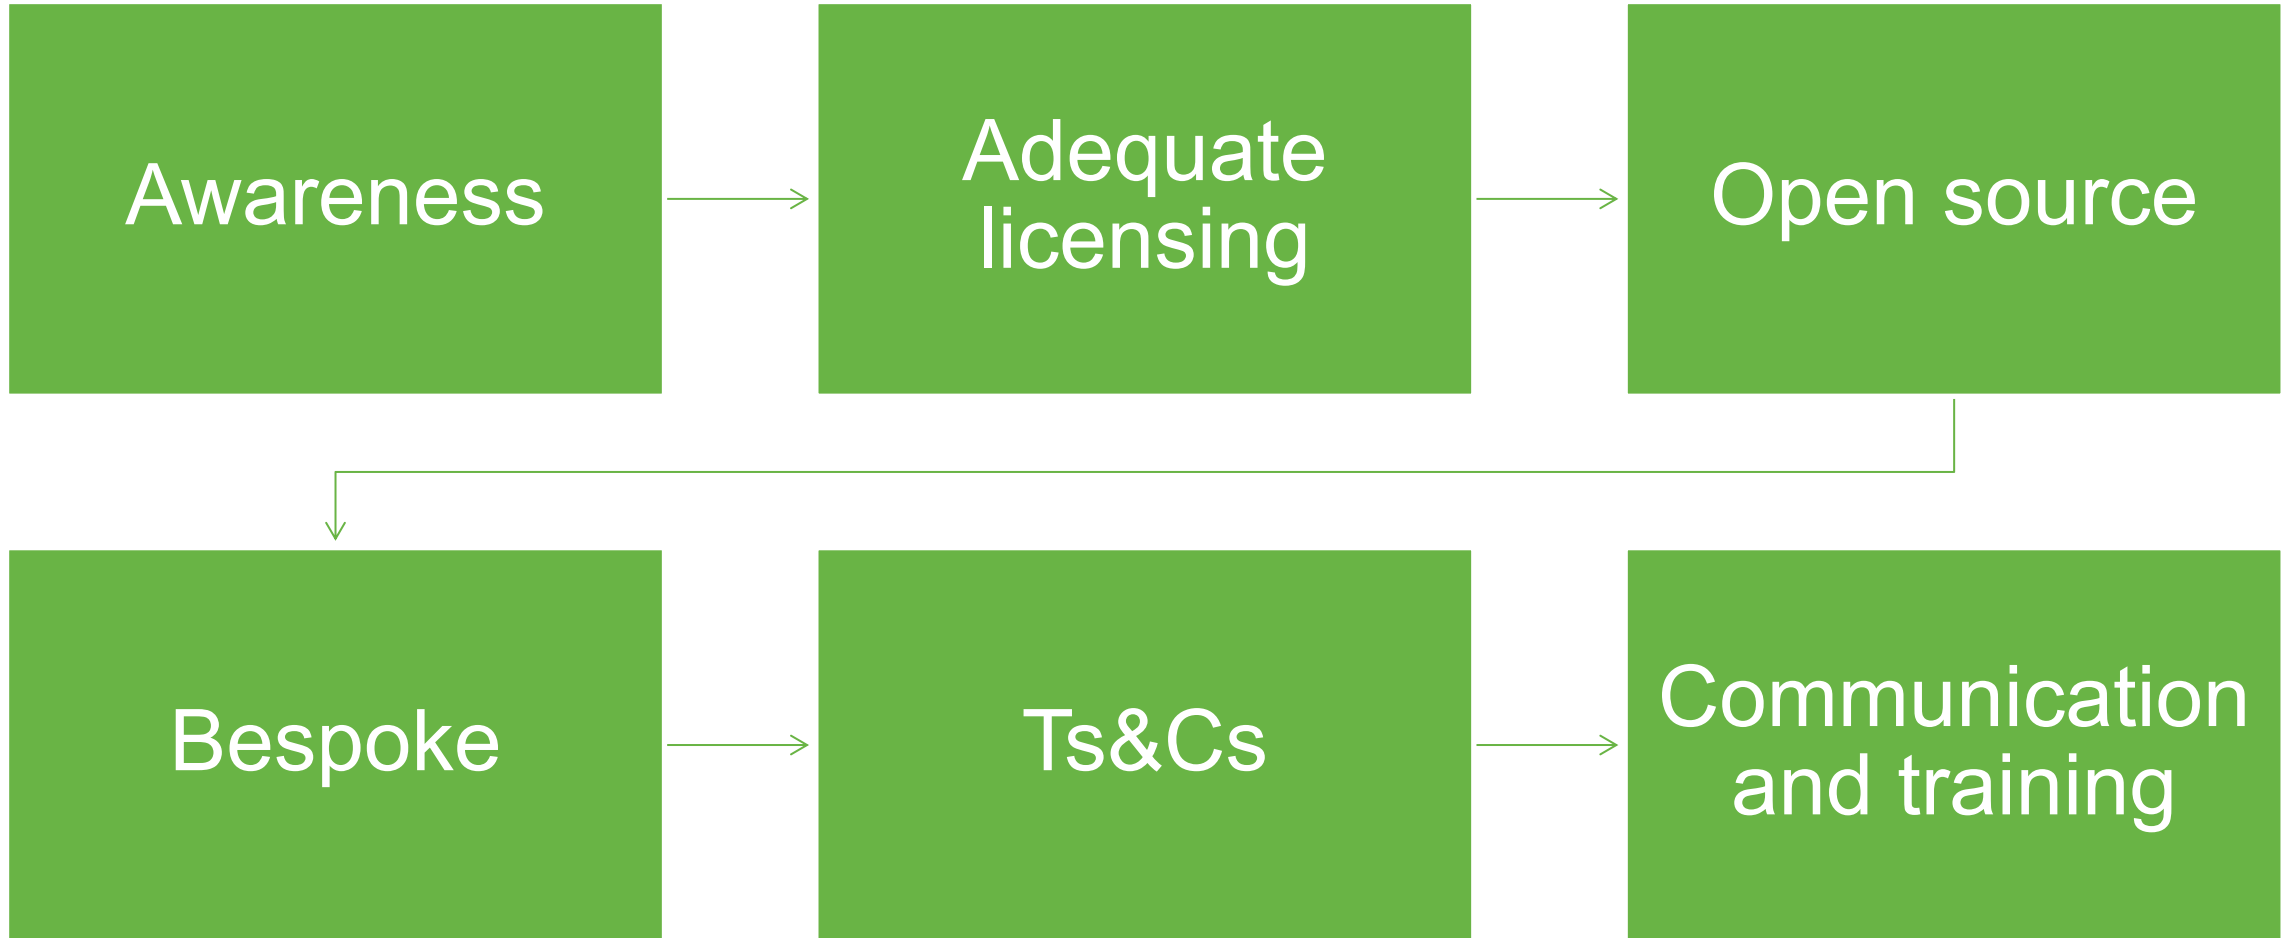 Awareness
Adequate
licensing
Open source
Bespoke
Ts&Cs
Communication
and training